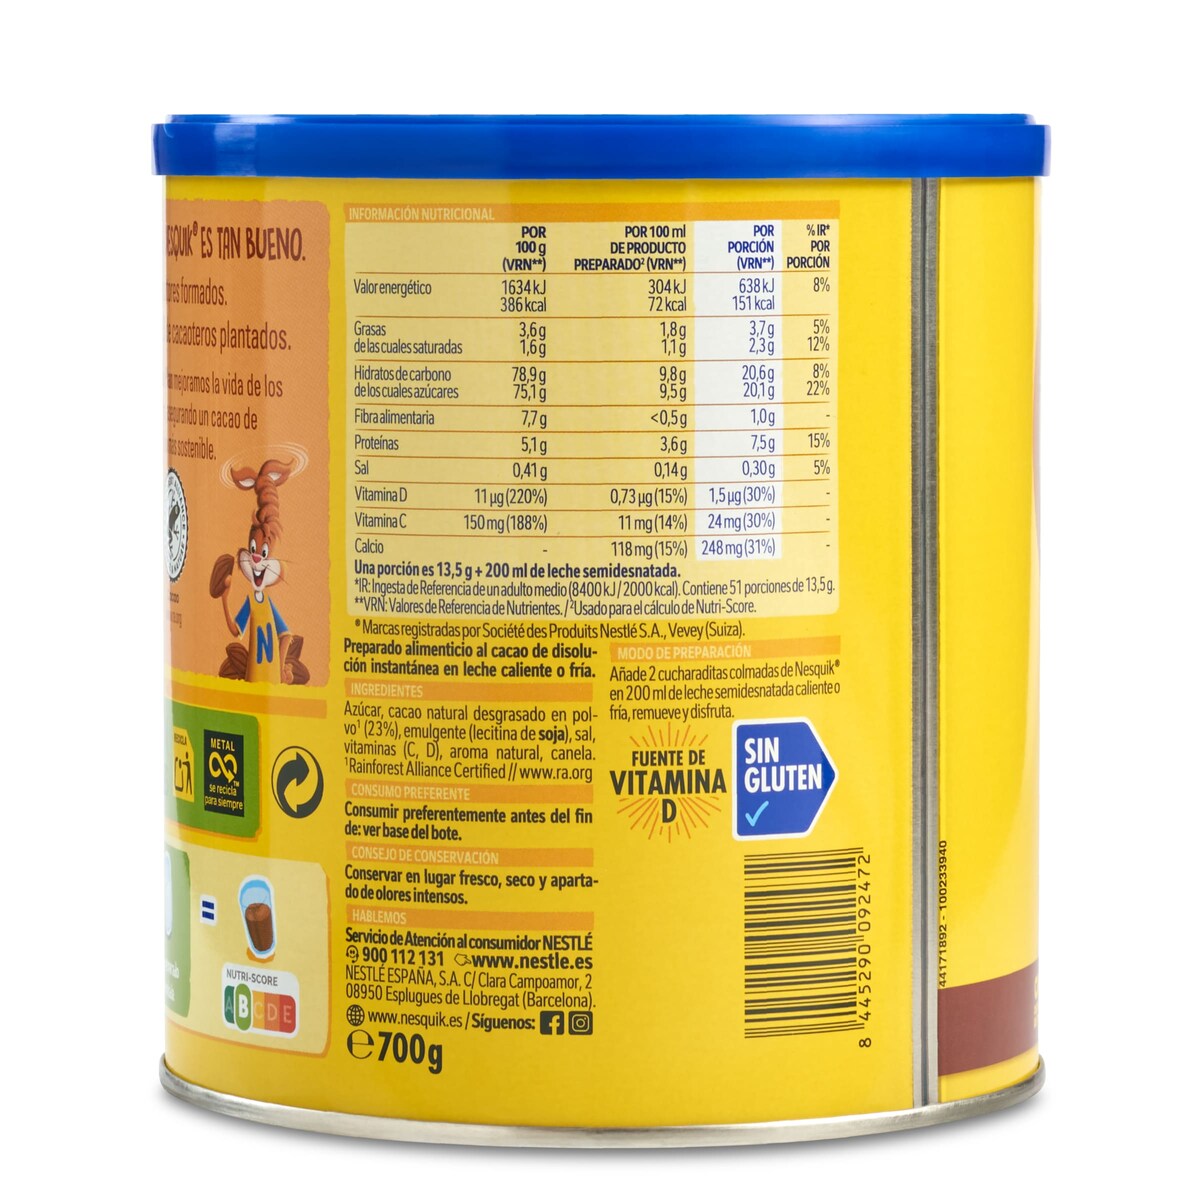 ES TAN BUENO.
formados.
cacaoteros plantados.
mejoramos la vida de los
un cacao de
sostenible.
N
METAL
se recicla
para siempre
=
NUTRI-SCORE
A B C D E
INFORMACIÓN NUTRICIONAL
POR 100 g (VRN**) POR 100 ml DE PRODUCTO PREPARADO² (VRN**) POR PORCIÓN (VRN**) % IR* POR PORCIÓN
Valor energético 1634 kJ 304 kJ 638 kJ 8%
386 kcal 72 kcal 151 kcal
Grasas 3,6 g 1,8 g 3,7 g 5%
de las cuales saturadas 1,6 g 1,1 g 2,3 g 12%
Hidratos de carbono 78,9 g 9,8 g 20,6 g 8%
de los cuales azúcares 75,1 g 9,5 g 20,1 g 22%
Fibra alimentaria 7,7 g <0,5 g 1,0 g -
Proteínas 5,1 g 3,6 g 7,5 g 15%
Sal 0,41 g 0,14 g 0,30 g 5%
Vitamina D 11 µg (220%) 0,73 µg (15%) 1,5 µg (30%) -
Vitamina C 150 mg (188%) 11 mg (14%) 24 mg (30%) -
Calcio - 118 mg (15%) 248 mg (31%) -
Una porción es 13,5 g + 200 ml de leche semidesnatada.
*IR: Ingesta de Referencia de un adulto medio (8400 kJ / 2000 kcal). Contiene 51 porciones de 13,5 g.
**VRN: Valores de Referencia de Nutrientes. / ²Usado para el cálculo de Nutri-Score.
® Marcas registradas por Société des Produits Nestlé S.A., Vevey (Suiza).
Preparado alimenticio al cacao de disolu-
ción instantánea en leche caliente o fría.
INGREDIENTES
Azúcar, cacao natural desgrasado en pol-
vo¹ (23%), emulgente (lecitina de soja), sal,
vitaminas (C, D), aroma natural, canela.
¹Rainforest Alliance Certified // www.ra.org
CONSUMO PREFERENTE
Consumir preferentemente antes del fin
de: ver base del bote.
CONSEJO DE CONSERVACIÓN
Conservar en lugar fresco, seco y aparta-
do de olores intensos.
HABLEMOS
Servicio de Atención al consumidor NESTLÉ
900 112 131 www.nestle.es
NESTLÉ ESPAÑA, S.A. C/ Clara Campoamor, 2
08950 Esplugues de Llobregat (Barcelona).
www.nesquik.es / Síguenos:
℮700g
MODO DE PREPARACIÓN
Añade 2 cucharaditas colmadas de Nesquik®
en 200 ml de leche semidesnatada caliente o
fría, remueve y disfruta.
FUENTE DE
VITAMINA
D
SIN
GLUTEN
8 445290 092472
44171892 - 100233940